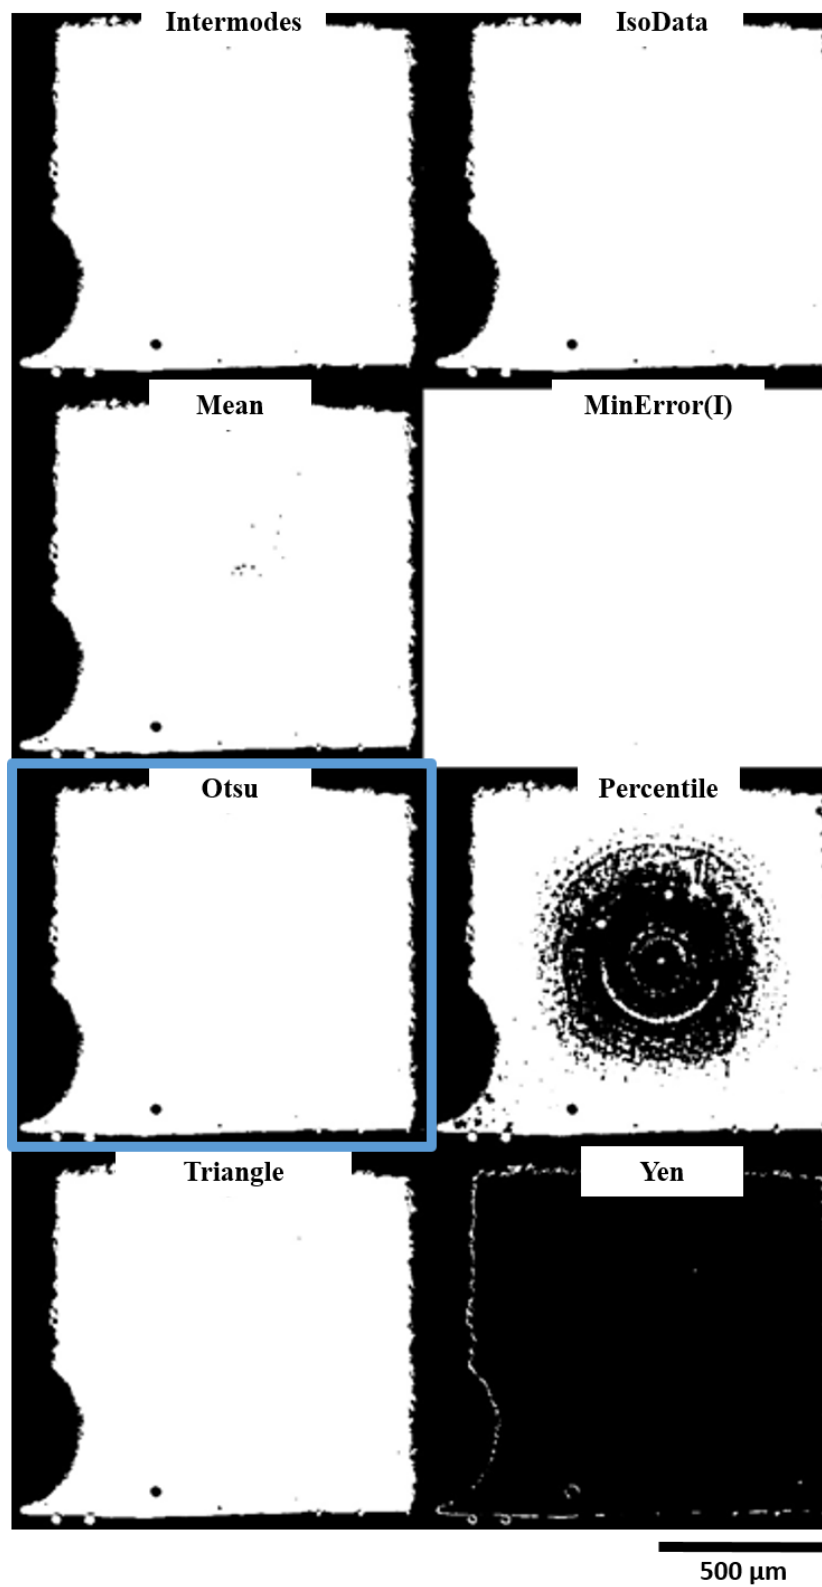 Intermodes
IsoData
Mean
MinError(I)
Otsu
Percentile
Triangle
Yen
500 µm